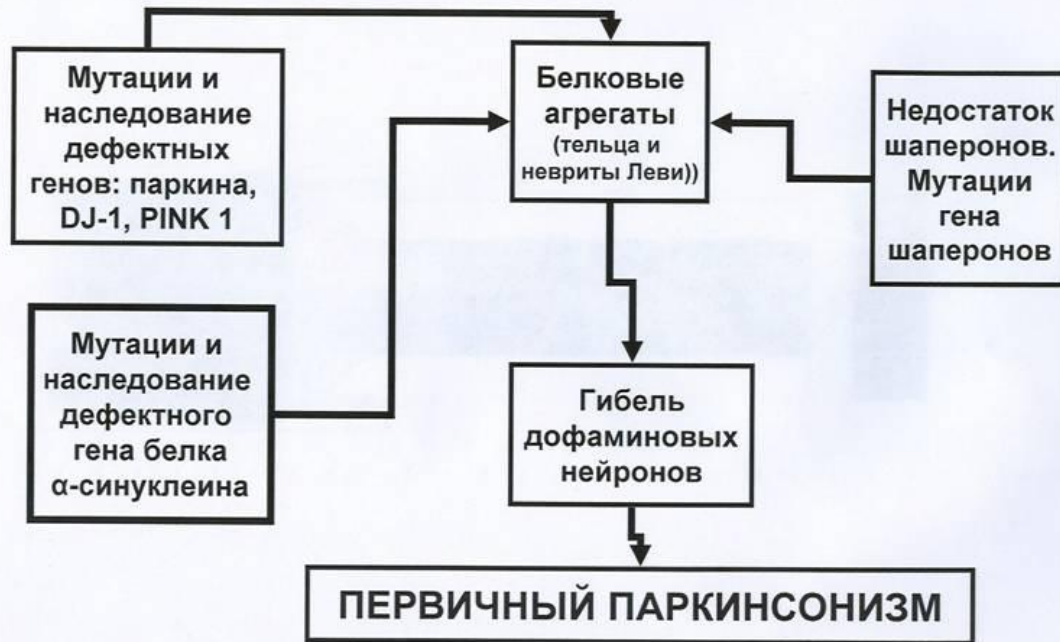 Мутации и
наследование
дефектных
генов: паркина,
DJ-1, PINK 1
Белковые
агрегаты
(тельца и
невриты Леви))
Недостаток
шаперонов.
Мутации
гена
шаперонов
Мутации и
наследование
дефектного
гена белка
α-синуклеина
Гибель
дофаминовых
нейронов
ПЕРВИЧНЫЙ ПАРКИНСОНИЗМ